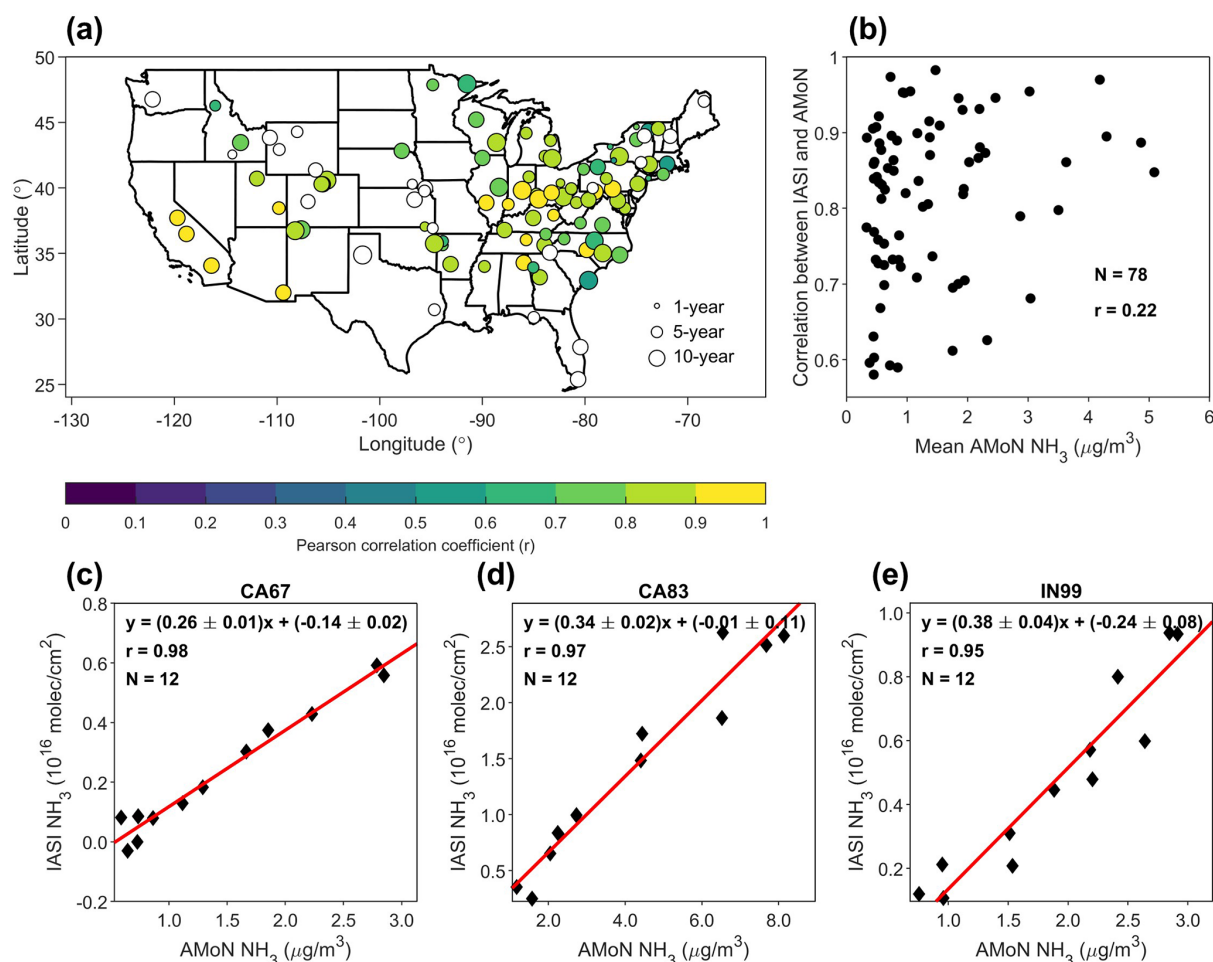 (a)
50
45
40
35
30
25
Latitude (°)
-130
-120
-110
-100
-90
-80
-70
Longitude (°)
1-year
5-year
10-year
(b)
1
0.9
0.8
0.7
0.6
Correlation between IASI and AMoN
N = 78
r = 0.22
0
1
2
3
4
5
6
Mean AMoN NH₃ (μg/m³)
0
0.1
0.2
0.3
0.4
0.5
0.6
0.7
0.8
0.9
1
Pearson correlation coefficient (r)
(c)
CA67
y = (0.26 ± 0.01)x + (-0.14 ± 0.02)
r = 0.98
N = 12
0.8
0.6
0.4
0.2
0.0
-0.2
IASI NH₃ (10¹⁶ molec/cm²)
1.0
1.5
2.0
2.5
3.0
AMoN NH₃ (μg/m³)
(d)
CA83
y = (0.34 ± 0.02)x + (-0.01 ± 0.11)
r = 0.97
N = 12
2.5
2.0
1.5
1.0
0.5
IASI NH₃ (10¹⁶ molec/cm²)
2.0
4.0
6.0
8.0
AMoN NH₃ (μg/m³)
(e)
IN99
y = (0.38 ± 0.04)x + (-0.24 ± 0.08)
r = 0.95
N = 12
1.0
0.8
0.6
0.4
0.2
IASI NH₃ (10¹⁶ molec/cm²)
1.0
1.5
2.0
2.5
3.0
AMoN NH₃ (μg/m³)